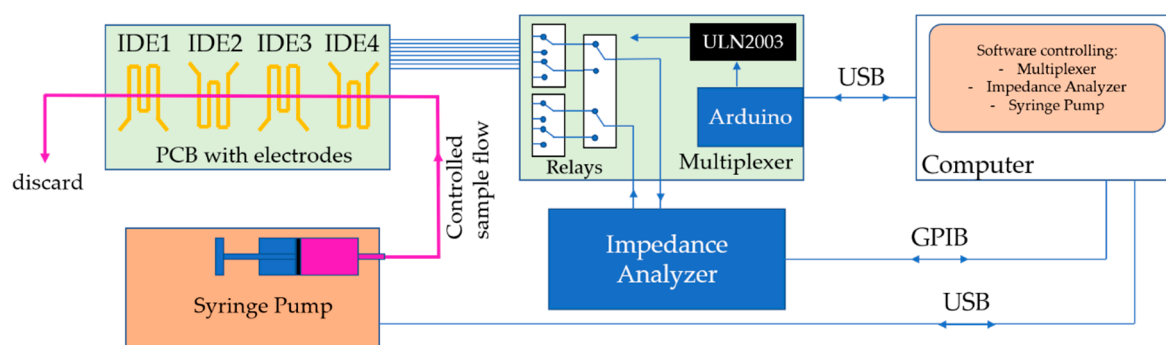 IDE1 IDE2 IDE3 IDE4
PCB with electrodes
discard
Controlled
sample flow
Syringe Pump
ULN2003
Arduino
Relays
Multiplexer
Impedance
Analyzer
USB
GPIB
USB
Software controlling:
- Multiplexer
- Impedance Analyzer
- Syringe Pump
Computer